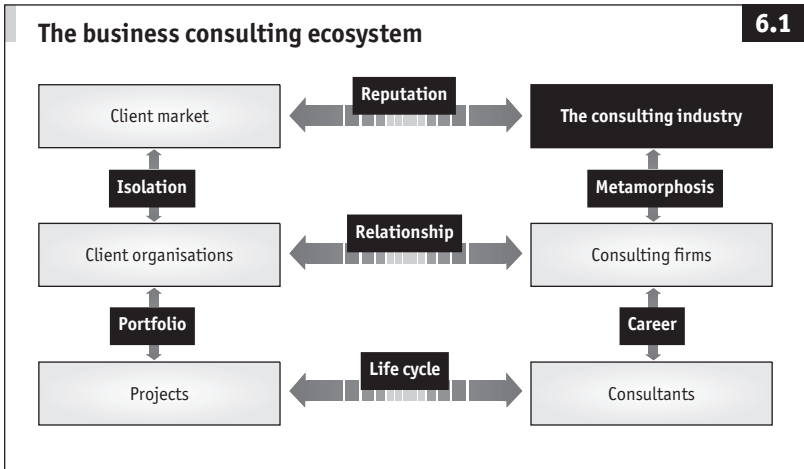 The business consulting ecosystem
6.1
Reputation
Client market
The consulting industry
Isolation
Metamorphosis
Relationship
Client organisations
Consulting firms
Portfolio
Career
Life cycle
Projects
Consultants